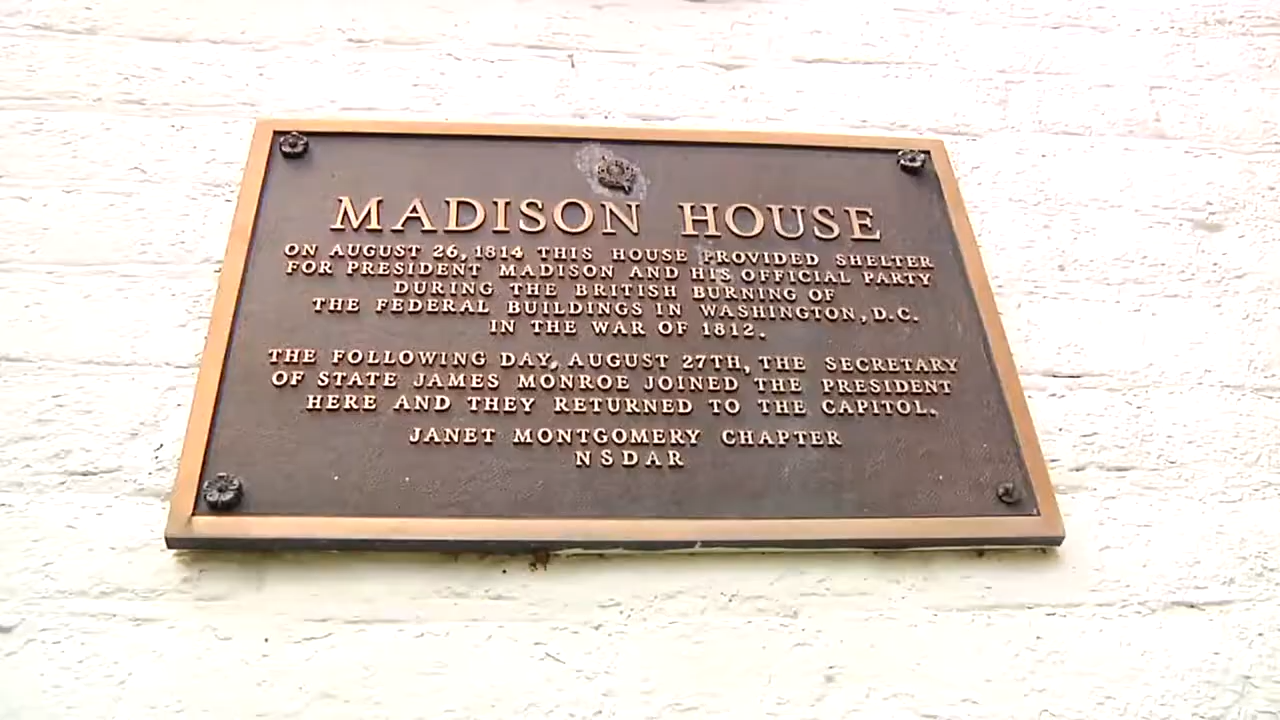 MADISON HOUSE
ON AUGUST 26, 1814 THIS HOUSE PROVIDED SHELTER
FOR PRESIDENT MADISON AND HIS OFFICIAL PARTY
DURING THE BRITISH BURNING OF
THE FEDERAL BUILDINGS IN WASHINGTON, D.C.
IN THE WAR OF 1812.
THE FOLLOWING DAY, AUGUST 27TH, THE SECRETARY
OF STATE JAMES MONROE JOINED THE PRESIDENT
HERE AND THEY RETURNED TO THE CAPITOL.
JANET MONTGOMERY CHAPTER
NSDAR